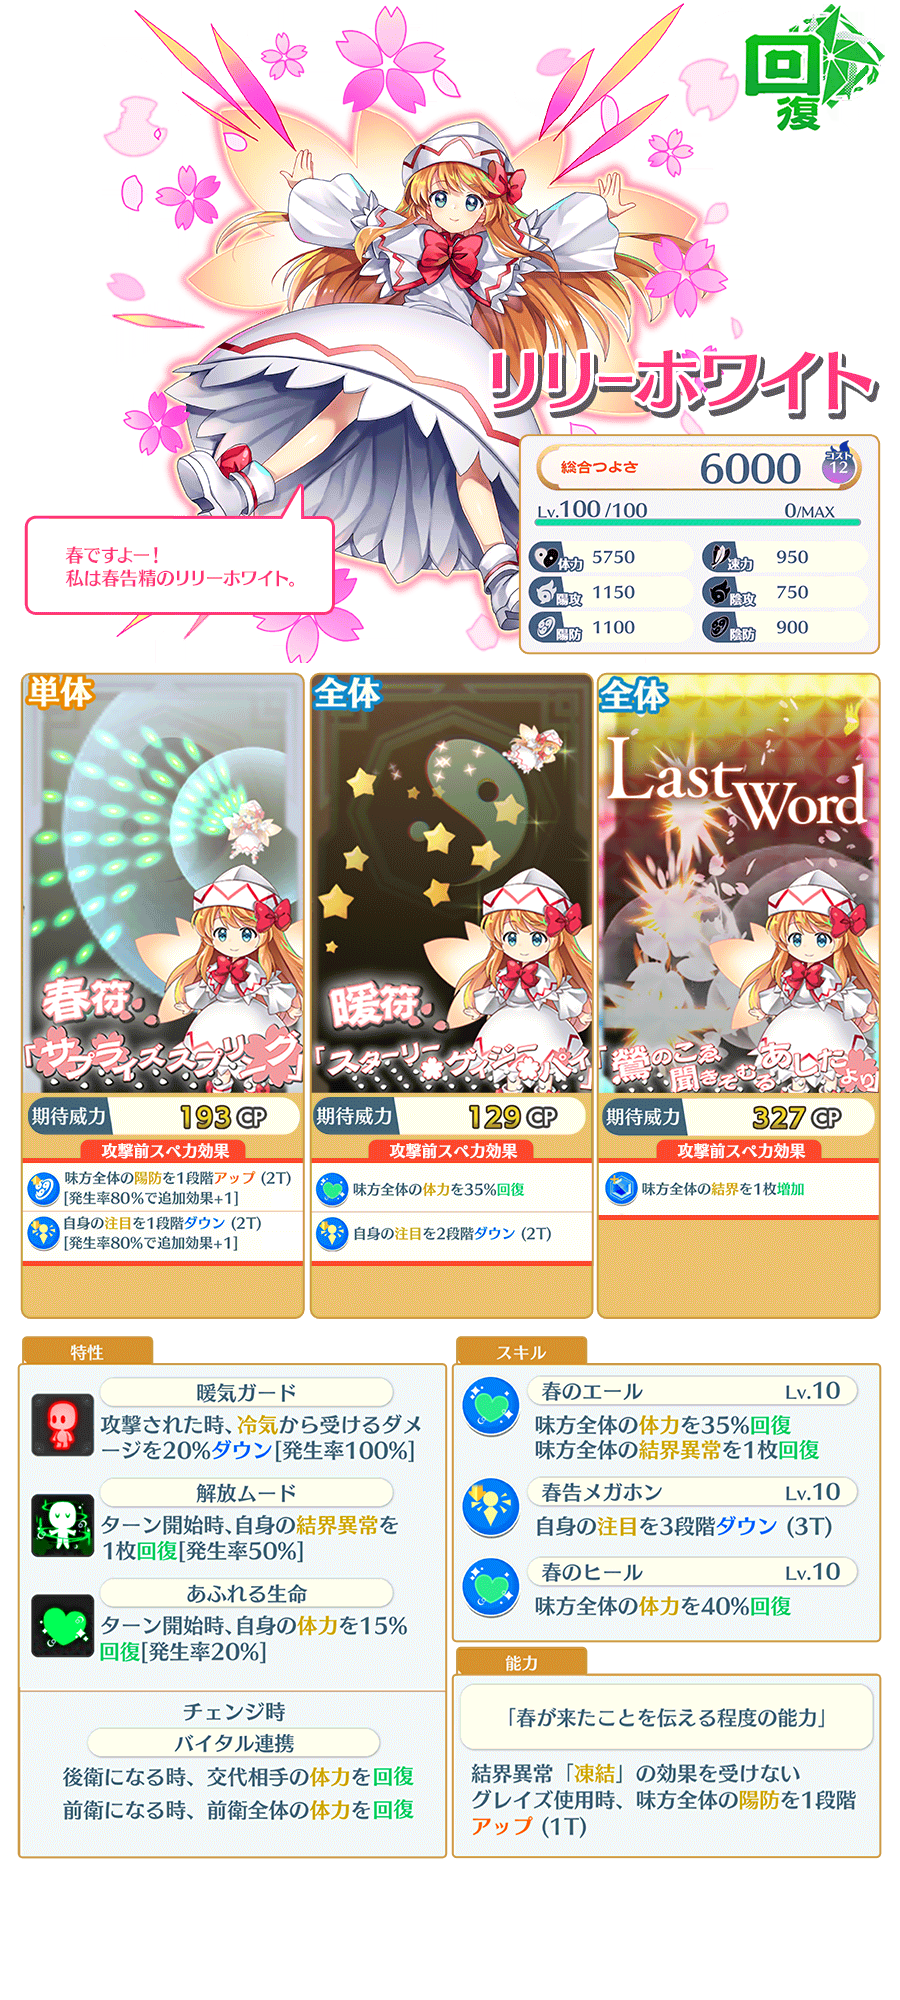 回復
リリーホワイト
総合つよさ 6000 コスト 12
Lv.100/100 0/MAX
体力 5750 速力 950
陽攻 1150 陰攻 750
陽防 1100 陰防 900
春ですよー!
私は春告精のリリーホワイト。
単体
春符
「サプライズスプリング」
期待威力 193 CP
攻撃前スペカ効果
味方全体の陽防を1段階アップ (2T)
[発生率80%で追加効果+1]
自身の注目を1段階ダウン (2T)
[発生率80%で追加効果+1]
全体
暖符
「スターリー✽ゲイジー✽パイ
期待威力 129 CP
攻撃前スペカ効果
味方全体の体力を35%回復
自身の注目を2段階ダウン (2T)
全体
Last Word
「鶯のこゑ聞きそむるあしたより
期待威力 327 CP
攻撃前スペカ効果
味方全体の結界を1枚増加
特性
暖気ガード
攻撃された時、冷気から受けるダメ
ージを20%ダウン[発生率100%]
解放ムード
ターン開始時、自身の結界異常を
1枚回復[発生率50%]
あふれる生命
ターン開始時、自身の体力を15%
回復[発生率20%]
チェンジ時
バイタル連携
後衛になる時、交代相手の体力を回復
前衛になる時、前衛全体の体力を回復
スキル
春のエール Lv.10
味方全体の体力を35%回復
味方全体の結界異常を1枚回復
春告メガホン Lv.10
自身の注目を3段階ダウン (3T)
春のヒール Lv.10
味方全体の体力を40%回復
能力
「春が来たことを伝える程度の能力」
結界異常「凍結」の効果を受けない
グレイズ使用時、味方全体の陽防を1段階
アップ (1T)